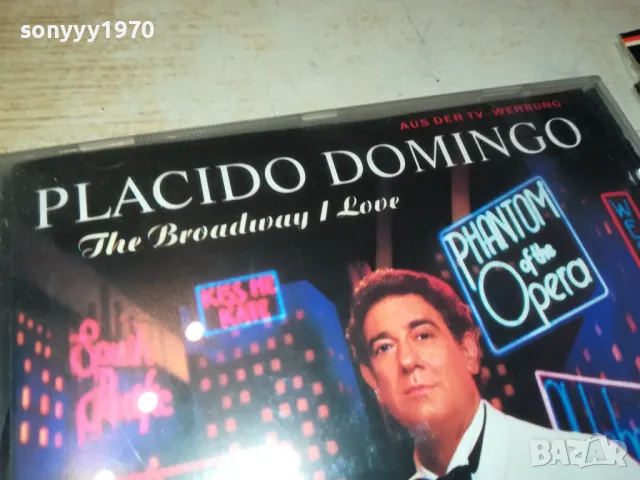 sonyyy1970
AUS DER TV-WERBUNG
PLACIDO DOMINGO
The Broadway I Love
PHANTOM
of the
Opera
KISS ME
KATE
South
Pacific
WE
BAZAR